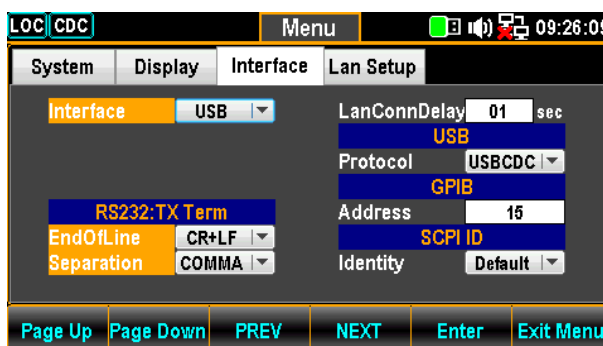 LOC CDC Menu 09:26:09
System Display Interface Lan Setup
Interface USB LanConnDelay 01 sec
USB
Protocol USBCDC
GPIB
RS232:TX Term Address 15
EndOfLine CR+LF SCPI ID
Separation COMMA Identity Default
Page Up Page Down PREV NEXT Enter Exit Menu